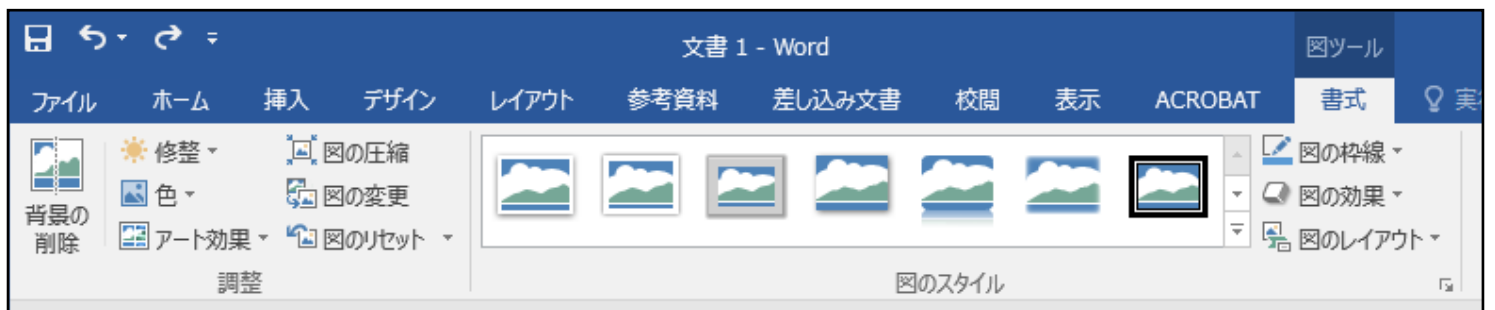 文書 1 - Word
図ツール
ファイル ホーム 挿入 デザイン レイアウト 参考資料 差し込み文書 校閲 表示 ACROBAT 書式
背景の
削除
修整
色
アート効果
図の圧縮
図の変更
図のリセット
調整
図の枠線
図の効果
図のレイアウト
図のスタイル